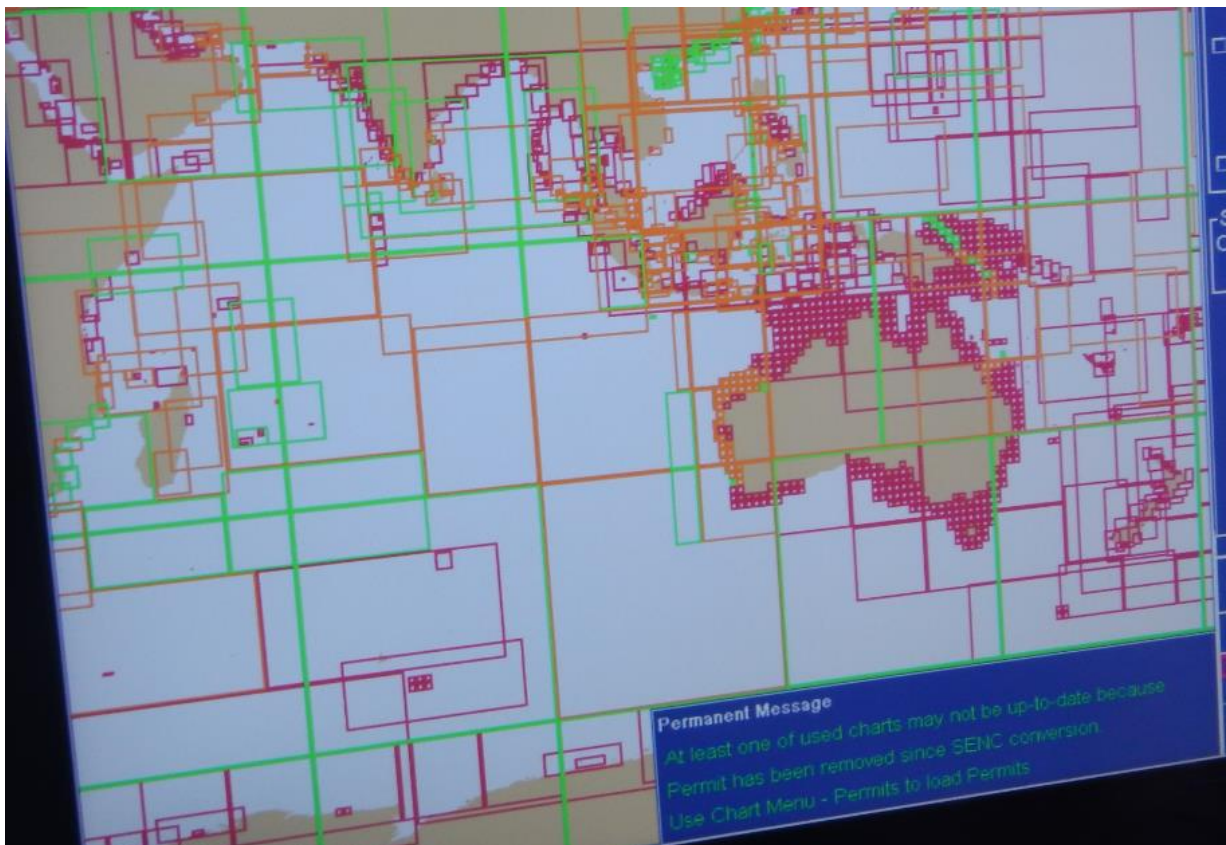 Permanent Message
At least one of used charts may not be up-to-date because
Permit has been removed since SENC conversion.
Use Chart Menu - Permits to load Permits